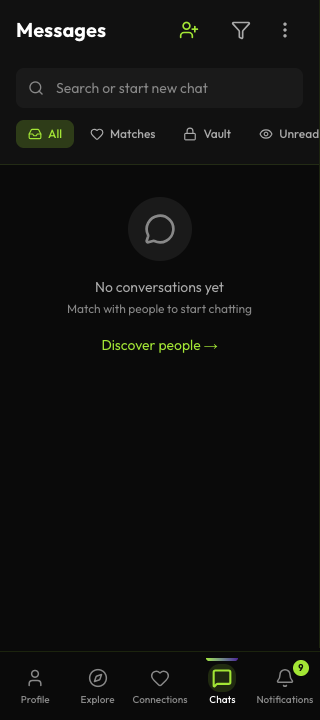 Messages
Search or start new chat
All Matches Vault Unread
No conversations yet
Match with people to start chatting
Discover people →
9
Profile Explore Connections Chats Notifications